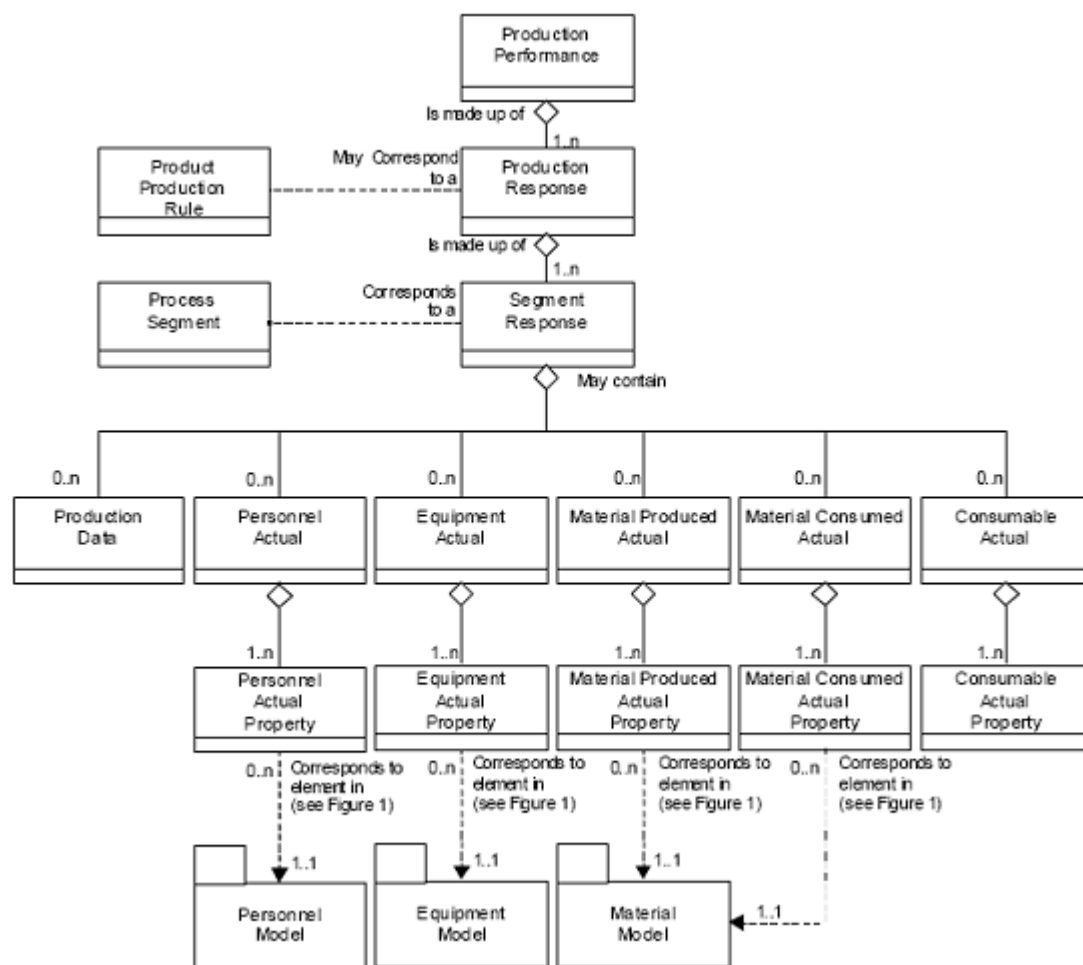 Production
Performance
Is made up of
1..n
May Correspond
to a
Product
Production
Rule
Production
Response
Is made up of
1..n
Corresponds
to a
Process
Segment
Segment
Response
May contain
0..n
0..n
0..n
0..n
0..n
0..n
Production
Data
Personnel
Actual
Equipment
Actual
Material Produced
Actual
Material Consumed
Actual
Consumable
Actual
1..n
1..n
1..n
1..n
1..n
Personnel
Actual
Property
Equipment
Actual
Property
Material Produced
Actual
Property
Material Consumed
Actual
Property
Consumable
Actual
Property
0..n
Corresponds to
element in
(see Figure 1)
0..n
Corresponds to
element in
(see Figure 1)
0..n
Corresponds to
element in
(see Figure 1)
0..n
Corresponds to
element in
(see Figure 1)
1..1
1..1
1..1
1..1
Personnel
Model
Equipment
Model
Material
Model